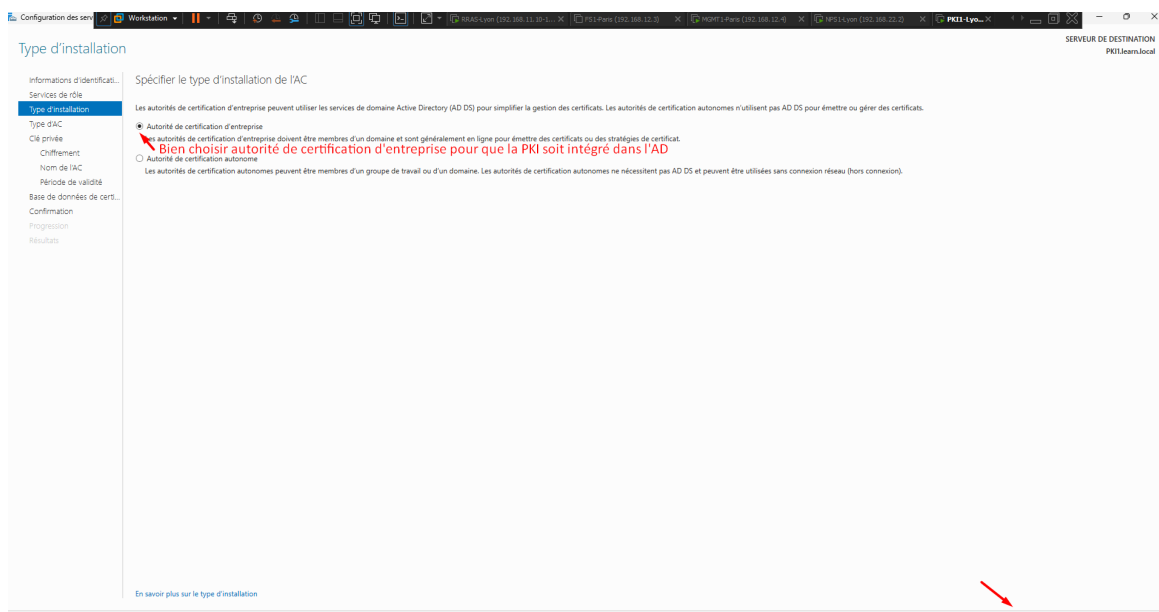 Configuration des serv
Workstation
RRAS-Lyon (192.168.11.10-1...
FS1-Paris (192.168.12.3)
MGMT1-Paris (192.168.12.4)
NPS1-Lyon (192.168.22.2)
PKI1-Lyo...
Type d'installation
SERVEUR DE DESTINATION
PKI1.learn.local
Informations d'identificati...
Services de rôle
Type d'installation
Type d'AC
Clé privée
Chiffrement
Nom de l'AC
Période de validité
Base de données de certi...
Confirmation
Progression
Résultats
Spécifier le type d'installation de l'AC
Les autorités de certification d'entreprise peuvent utiliser les services de domaine Active Directory (AD DS) pour simplifier la gestion des certificats. Les autorités de certification autonomes n'utilisent pas AD DS pour émettre ou gérer des certificats.
Autorité de certification d'entreprise
Les autorités de certification d'entreprise doivent être membres d'un domaine et sont généralement en ligne pour émettre des certificats ou des stratégies de certificat.
Bien choisir autorité de certification d'entreprise pour que la PKI soit intégré dans l'AD
Autorité de certification autonome
Les autorités de certification autonomes peuvent être membres d'un groupe de travail ou d'un domaine. Les autorités de certification autonomes ne nécessitent pas AD DS et peuvent être utilisées sans connexion réseau (hors connexion).
En savoir plus sur le type d'installation